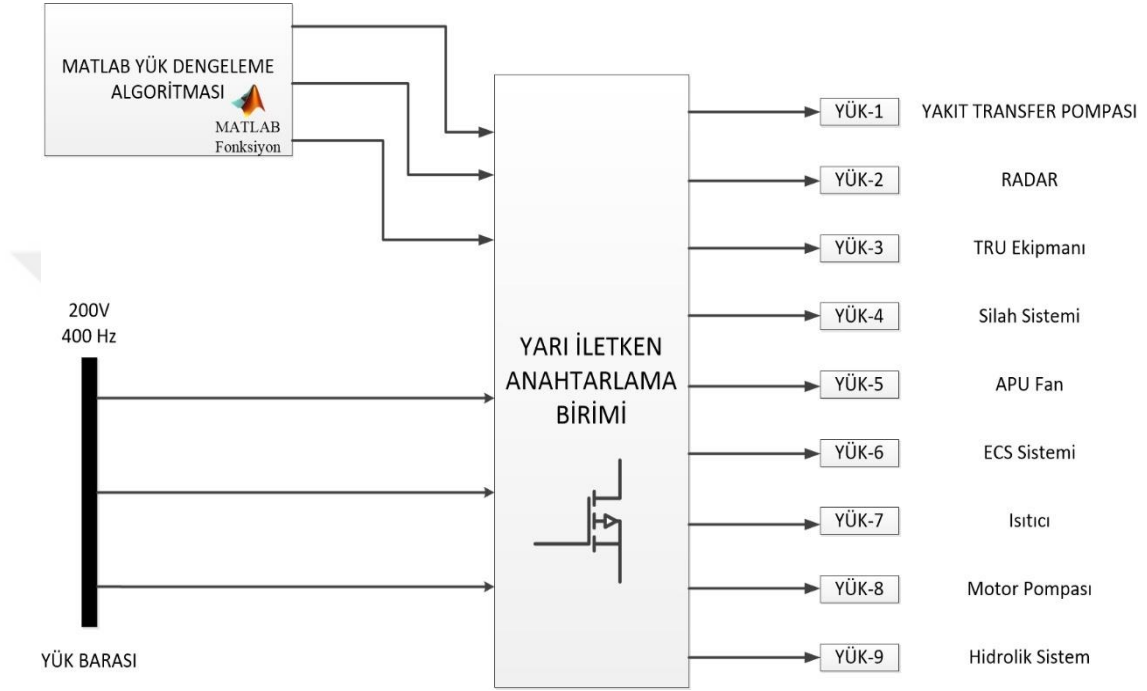 MATLAB YÜK DENGELEME
ALGORİTMASI
MATLAB
Fonksiyon
200V
400 Hz
YÜK BARASI
YARI İLETKEN
ANAHTARLAMA
BİRİMİ
YÜK-1 YAKIT TRANSFER POMPASI
YÜK-2 RADAR
YÜK-3 TRU Ekipmanı
YÜK-4 Silah Sistemi
YÜK-5 APU Fan
YÜK-6 ECS Sistemi
YÜK-7 Isıtıcı
YÜK-8 Motor Pompası
YÜK-9 Hidrolik Sistem